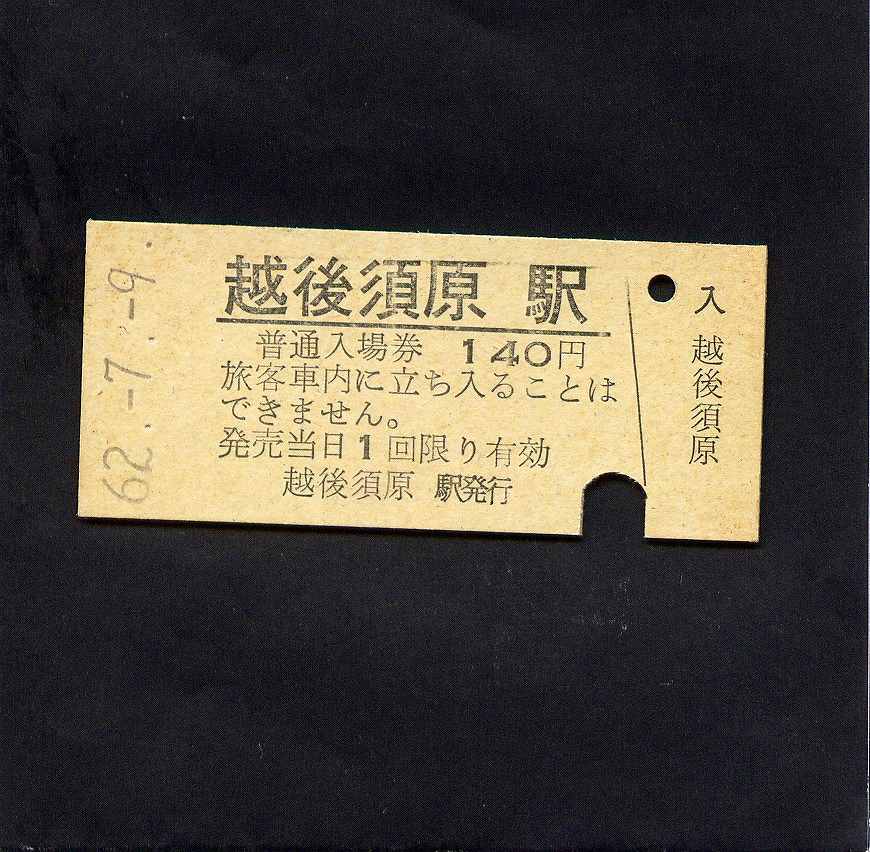 62.-7.-9.
越後須原 駅
普通入場券 140円
旅客車内に立ち入ることは
できません。
発売当日1回限り有効
越後須原 駅発行
入
越後須原